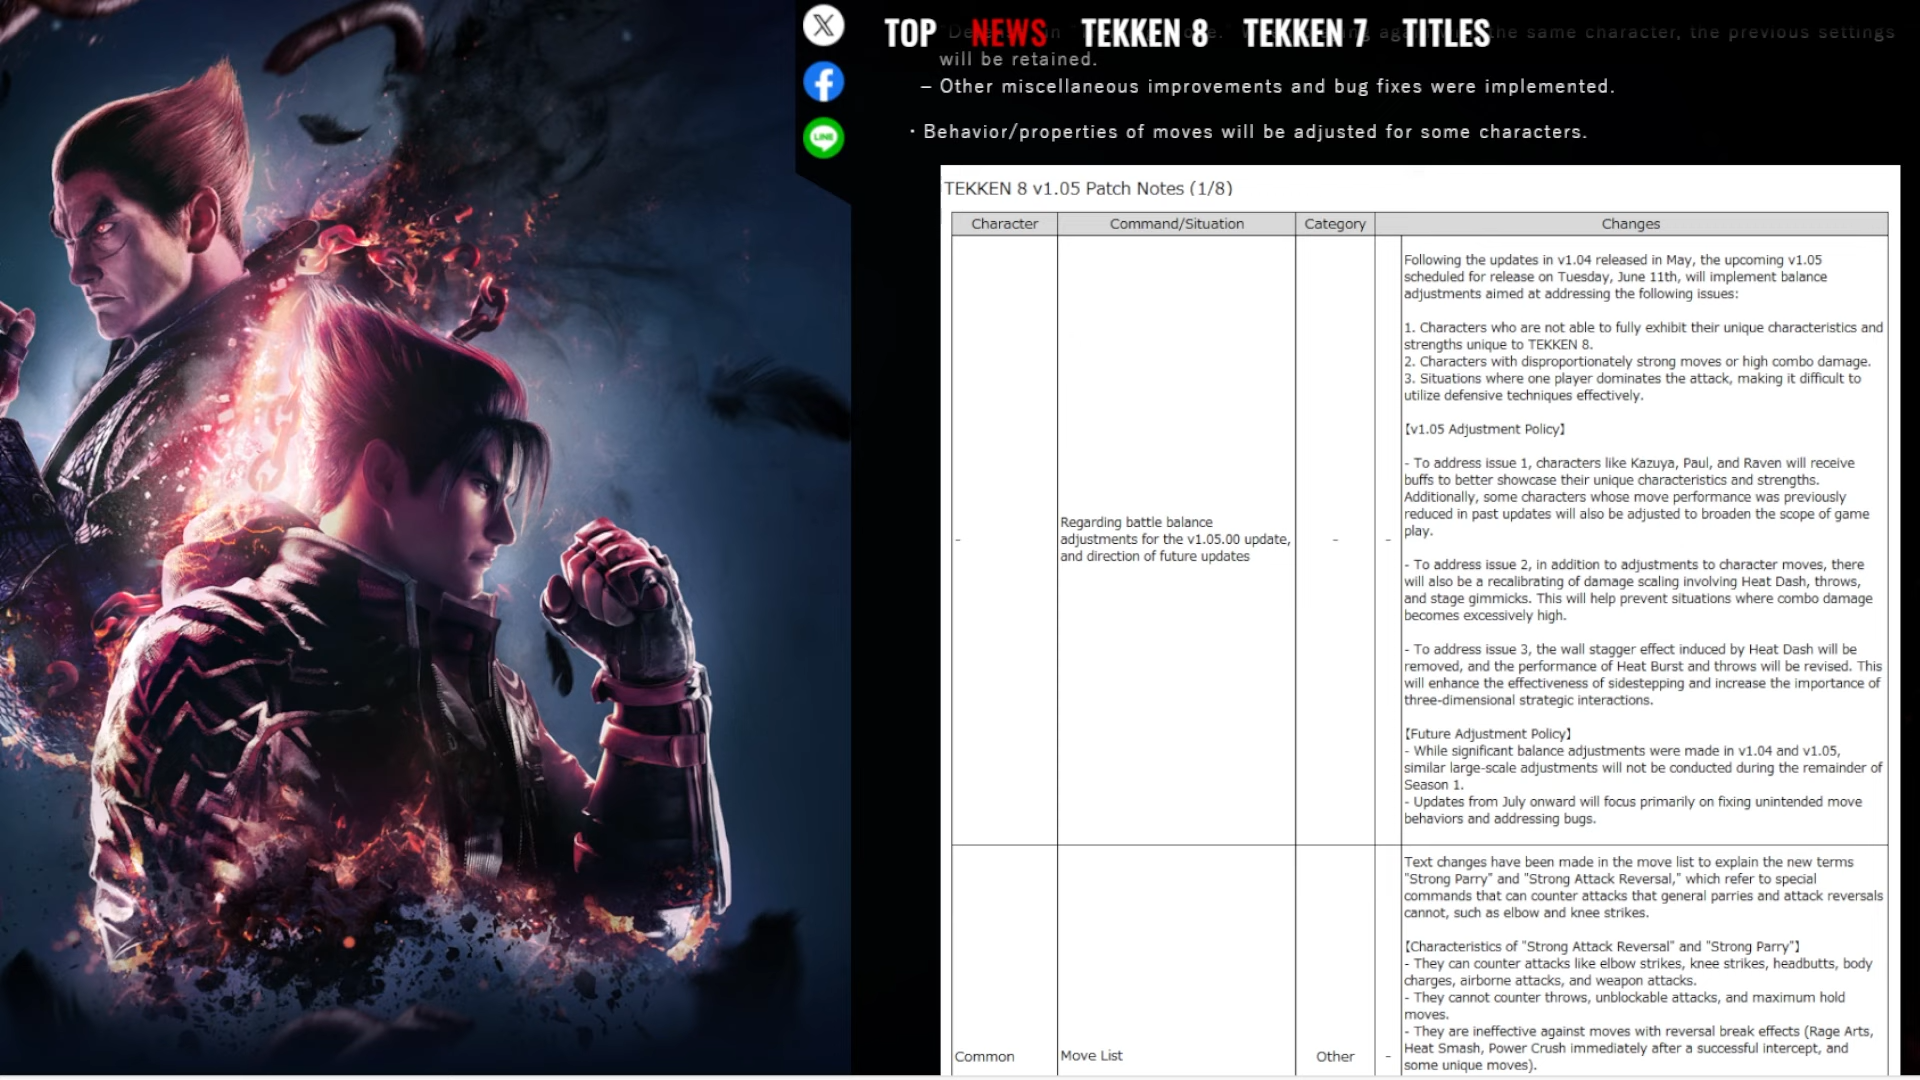 TOP NEWS TEKKEN 8 TEKKEN 7 TITLES
the same character, the previous settings
will be retained.
– Other miscellaneous improvements and bug fixes were implemented.
・Behavior/properties of moves will be adjusted for some characters.
LINE
TEKKEN 8 v1.05 Patch Notes (1/8)
Character Command/Situation Category Changes
Following the updates in v1.04 released in May, the upcoming v1.05
scheduled for release on Tuesday, June 11th, will implement balance
adjustments aimed at addressing the following issues:
1. Characters who are not able to fully exhibit their unique characteristics and
strengths unique to TEKKEN 8.
2. Characters with disproportionately strong moves or high combo damage.
3. Situations where one player dominates the attack, making it difficult to
utilize defensive techniques effectively.
【v1.05 Adjustment Policy】
- To address issue 1, characters like Kazuya, Paul, and Raven will receive
buffs to better showcase their unique characteristics and strengths.
Additionally, some characters whose move performance was previously
reduced in past updates will also be adjusted to broaden the scope of game
play.
- Regarding battle balance
adjustments for the v1.05.00 update,
and direction of future updates - -
- To address issue 2, in addition to adjustments to character moves, there
will also be a recalibrating of damage scaling involving Heat Dash, throws,
and stage gimmicks. This will help prevent situations where combo damage
becomes excessively high.
- To address issue 3, the wall stagger effect induced by Heat Dash will be
removed, and the performance of Heat Burst and throws will be revised. This
will enhance the effectiveness of sidestepping and increase the importance of
three-dimensional strategic interactions.
【Future Adjustment Policy】
- While significant balance adjustments were made in v1.04 and v1.05,
similar large-scale adjustments will not be conducted during the remainder of
Season 1.
- Updates from July onward will focus primarily on fixing unintended move
behaviors and addressing bugs.
Text changes have been made in the move list to explain the new terms
"Strong Parry" and "Strong Attack Reversal," which refer to special
commands that can counter attacks that general parries and attack reversals
cannot, such as elbow and knee strikes.
【Characteristics of "Strong Attack Reversal" and "Strong Parry"】
- They can counter attacks like elbow strikes, knee strikes, headbutts, body
charges, airborne attacks, and weapon attacks.
- They cannot counter throws, unblockable attacks, and maximum hold
moves.
- They are ineffective against moves with reversal break effects (Rage Arts,
Heat Smash, Power Crush immediately after a successful intercept, and
some unique moves).
Common Move List Other -